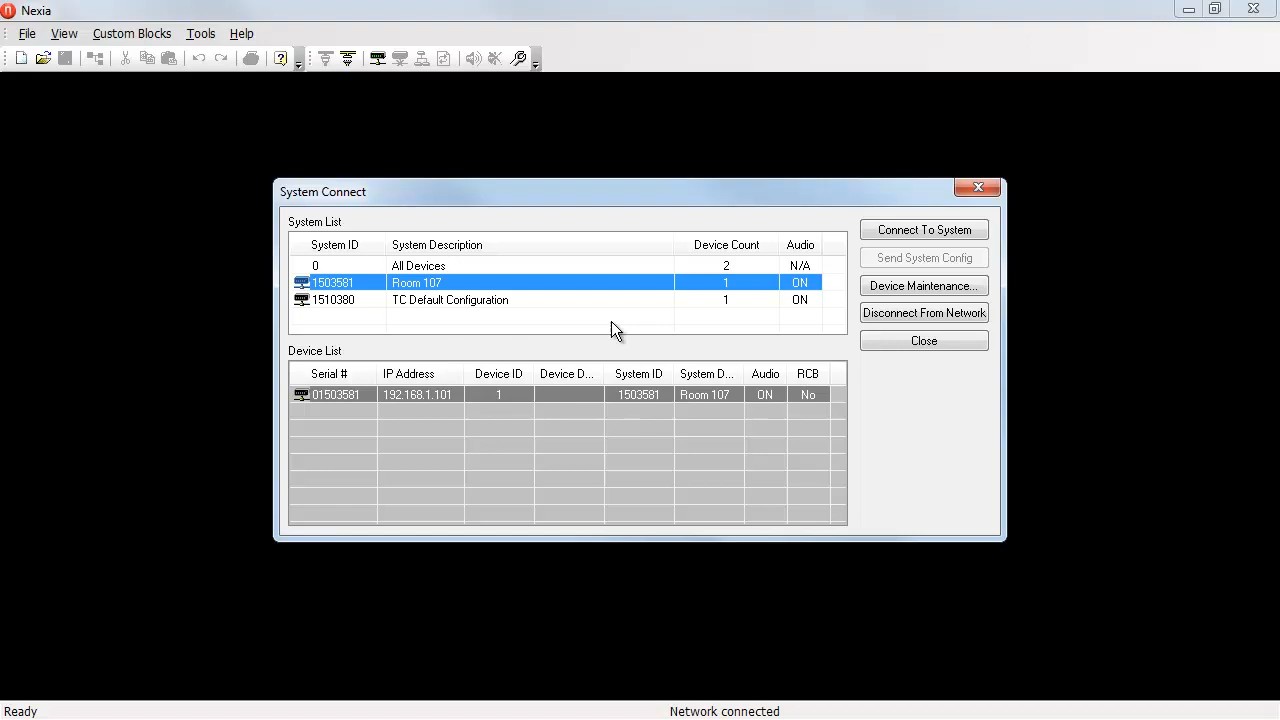 Nexia
File View Custom Blocks Tools Help
System Connect
System List
System ID System Description Device Count Audio
0 All Devices 2 N/A
1503581 Room 107 1 ON
1510380 TC Default Configuration 1 ON
Connect To System
Send System Config
Device Maintenance...
Disconnect From Network
Close
Device List
Serial # IP Address Device ID Device D... System ID System D... Audio RCB
01503581 192.168.1.101 1 1503581 Room 107 ON No
Ready Network connected